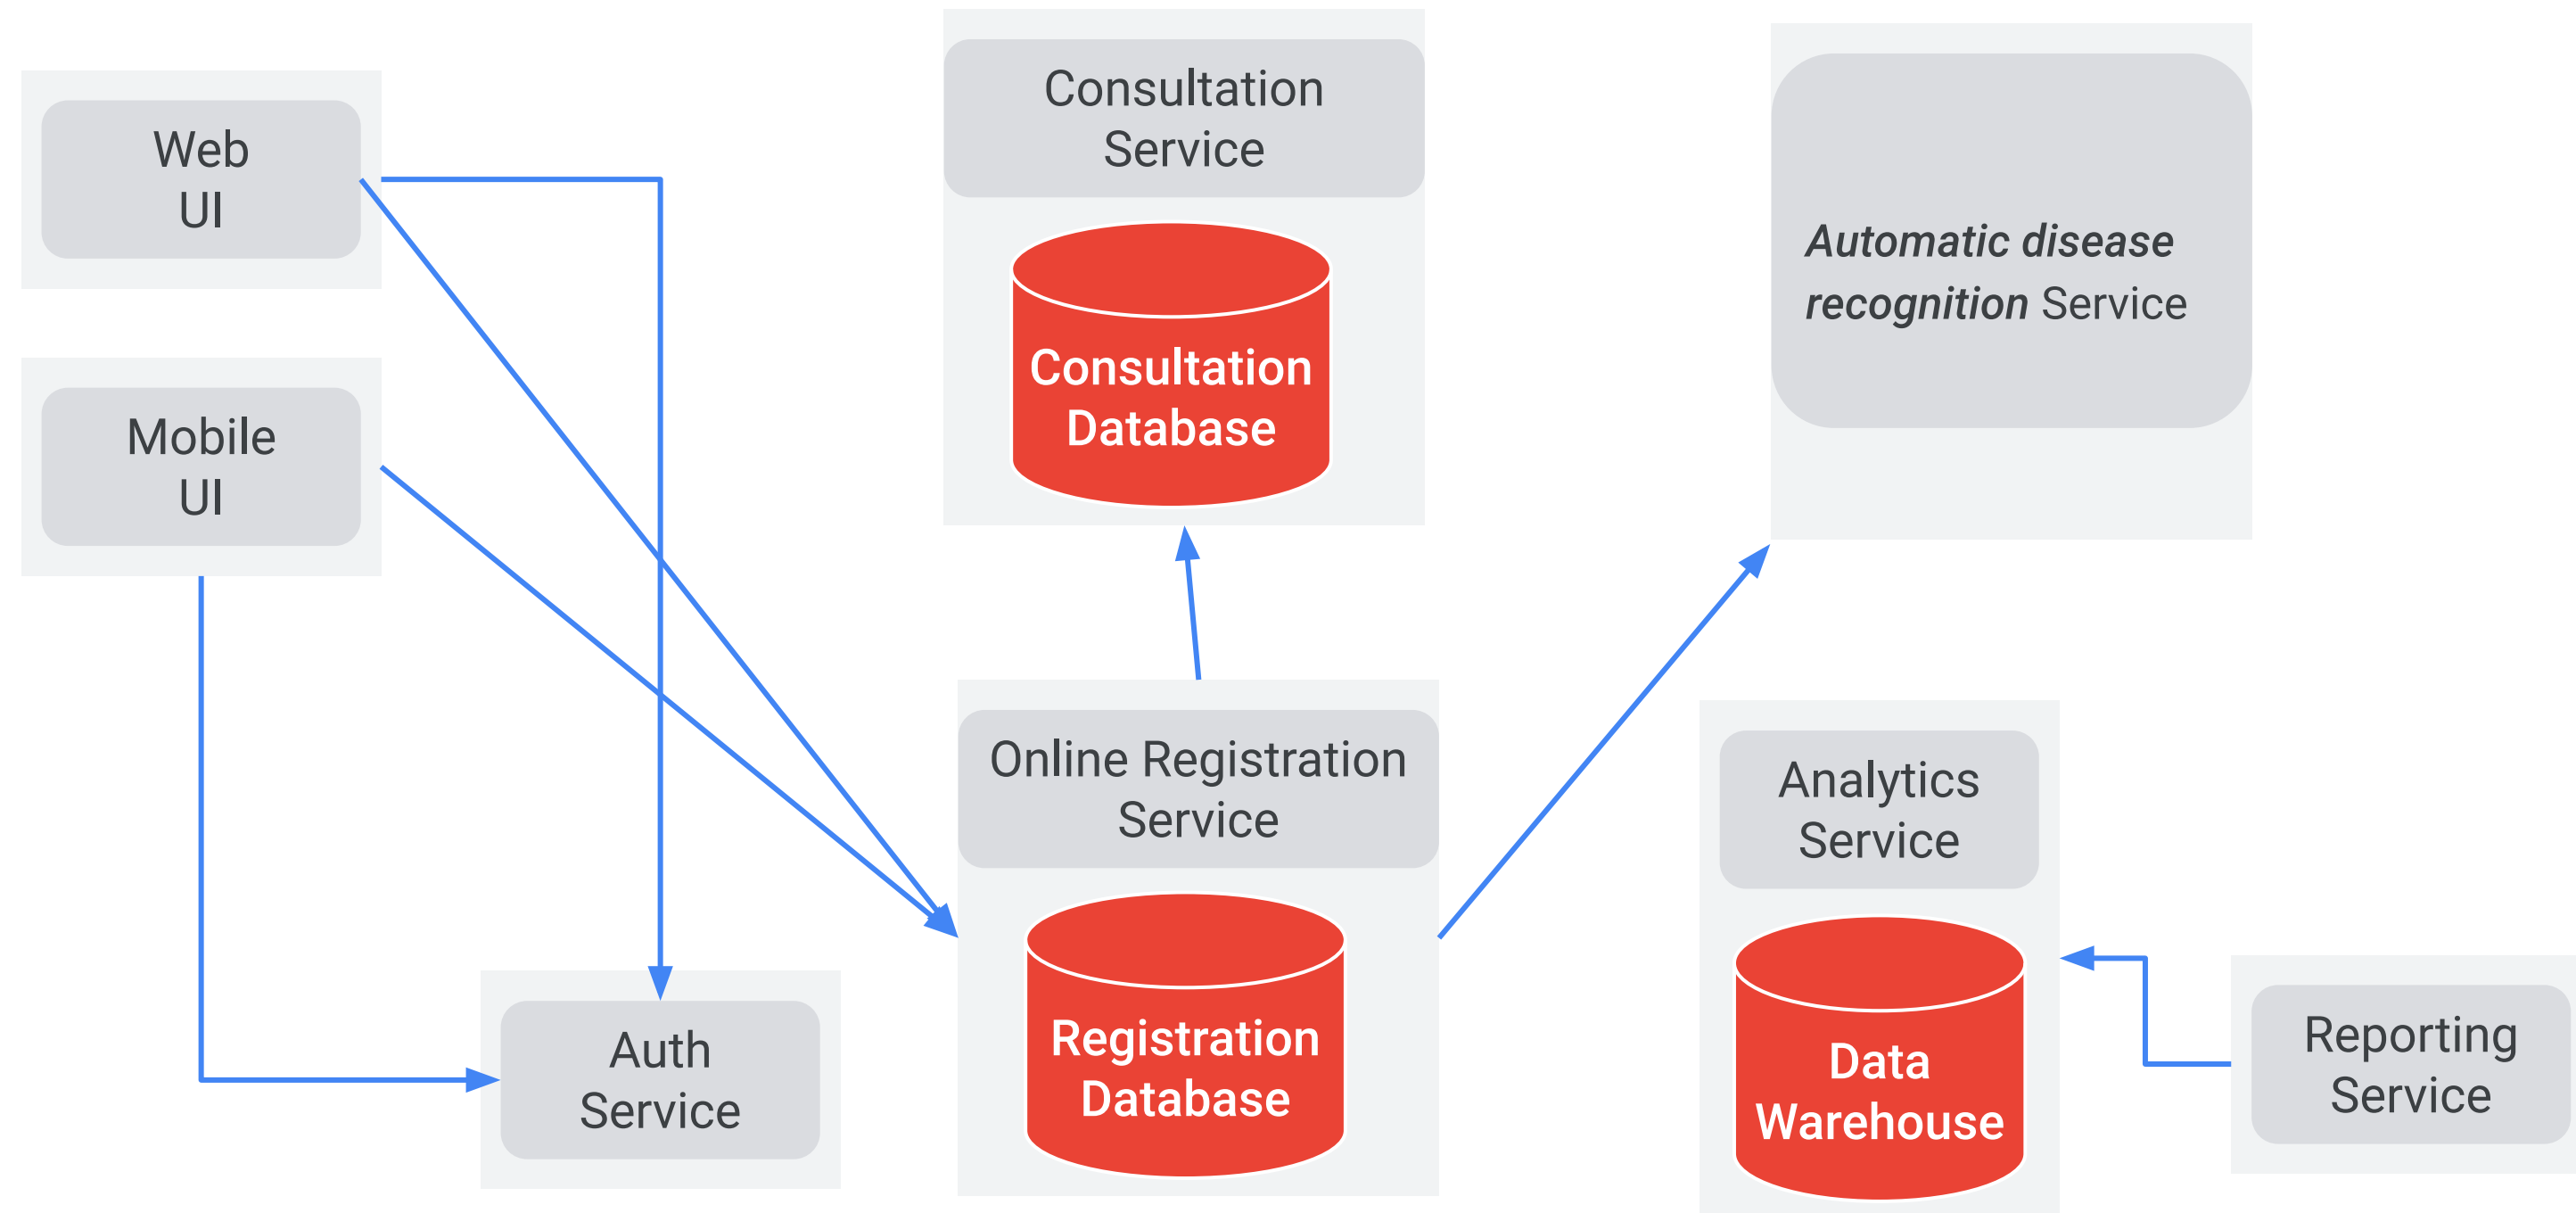 Web
UI
Mobile
UI
Consultation
Service
Consultation
Database
Automatic disease
recognition Service
Online Registration
Service
Registration
Database
Auth
Service
Analytics
Service
Data
Warehouse
Reporting
Service